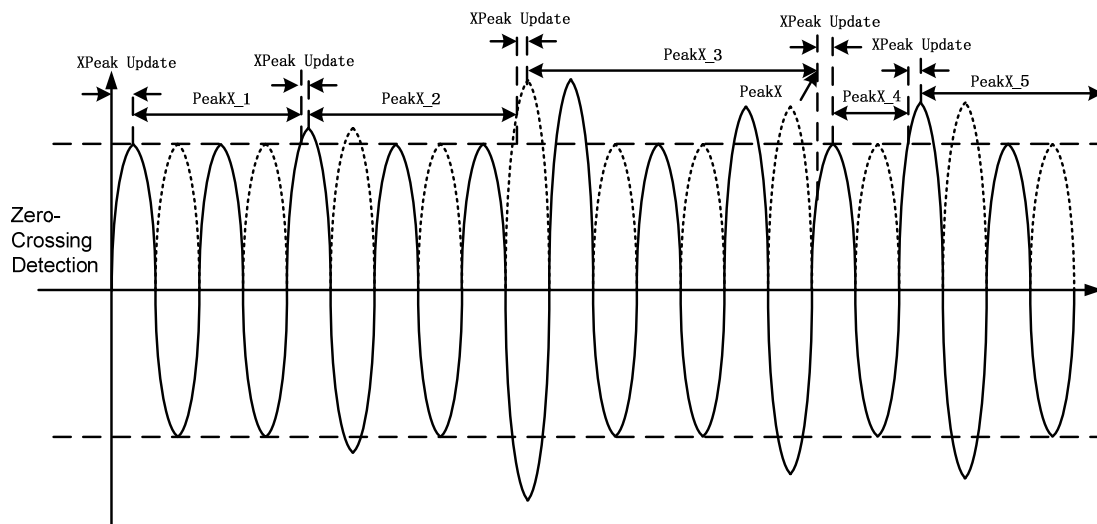 XPeak Update
XPeak Update
XPeak Update
XPeak Update
XPeak Update
PeakX_1
PeakX_2
PeakX_3
PeakX
PeakX_4
PeakX_5
Zero-
Crossing
Detection